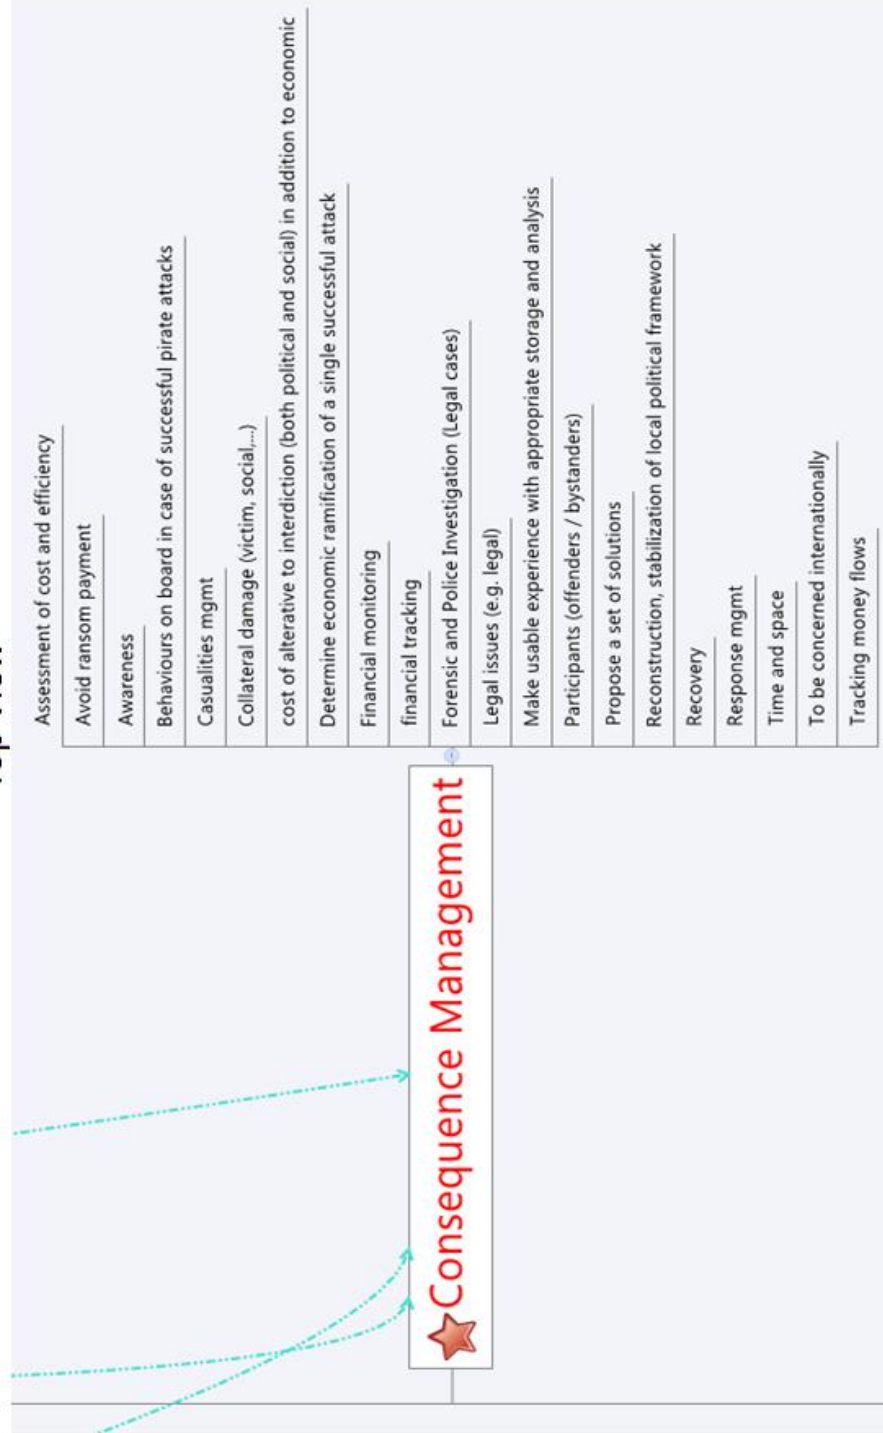 Assessment of cost and efficiency
Avoid ransom payment
Awareness
Behaviours on board in case of successful pirate attacks
Casualities mgmt
Collateral damage (victim, social,...)
cost of alterative to interdiction (both political and social) in addition to economic
Determine economic ramification of a single successful attack
Financial monitoring
financial tracking
Forensic and Police Investigation (Legal cases)
Legal issues (e.g. legal)
Make usable experience with appropriate storage and analysis
Participants (offenders / bystanders)
Propose a set of solutions
Reconstruction, stabilization of local political framework
Recovery
Response mgmt
Time and space
To be concerned internationally
Tracking money flows
Consequence Management